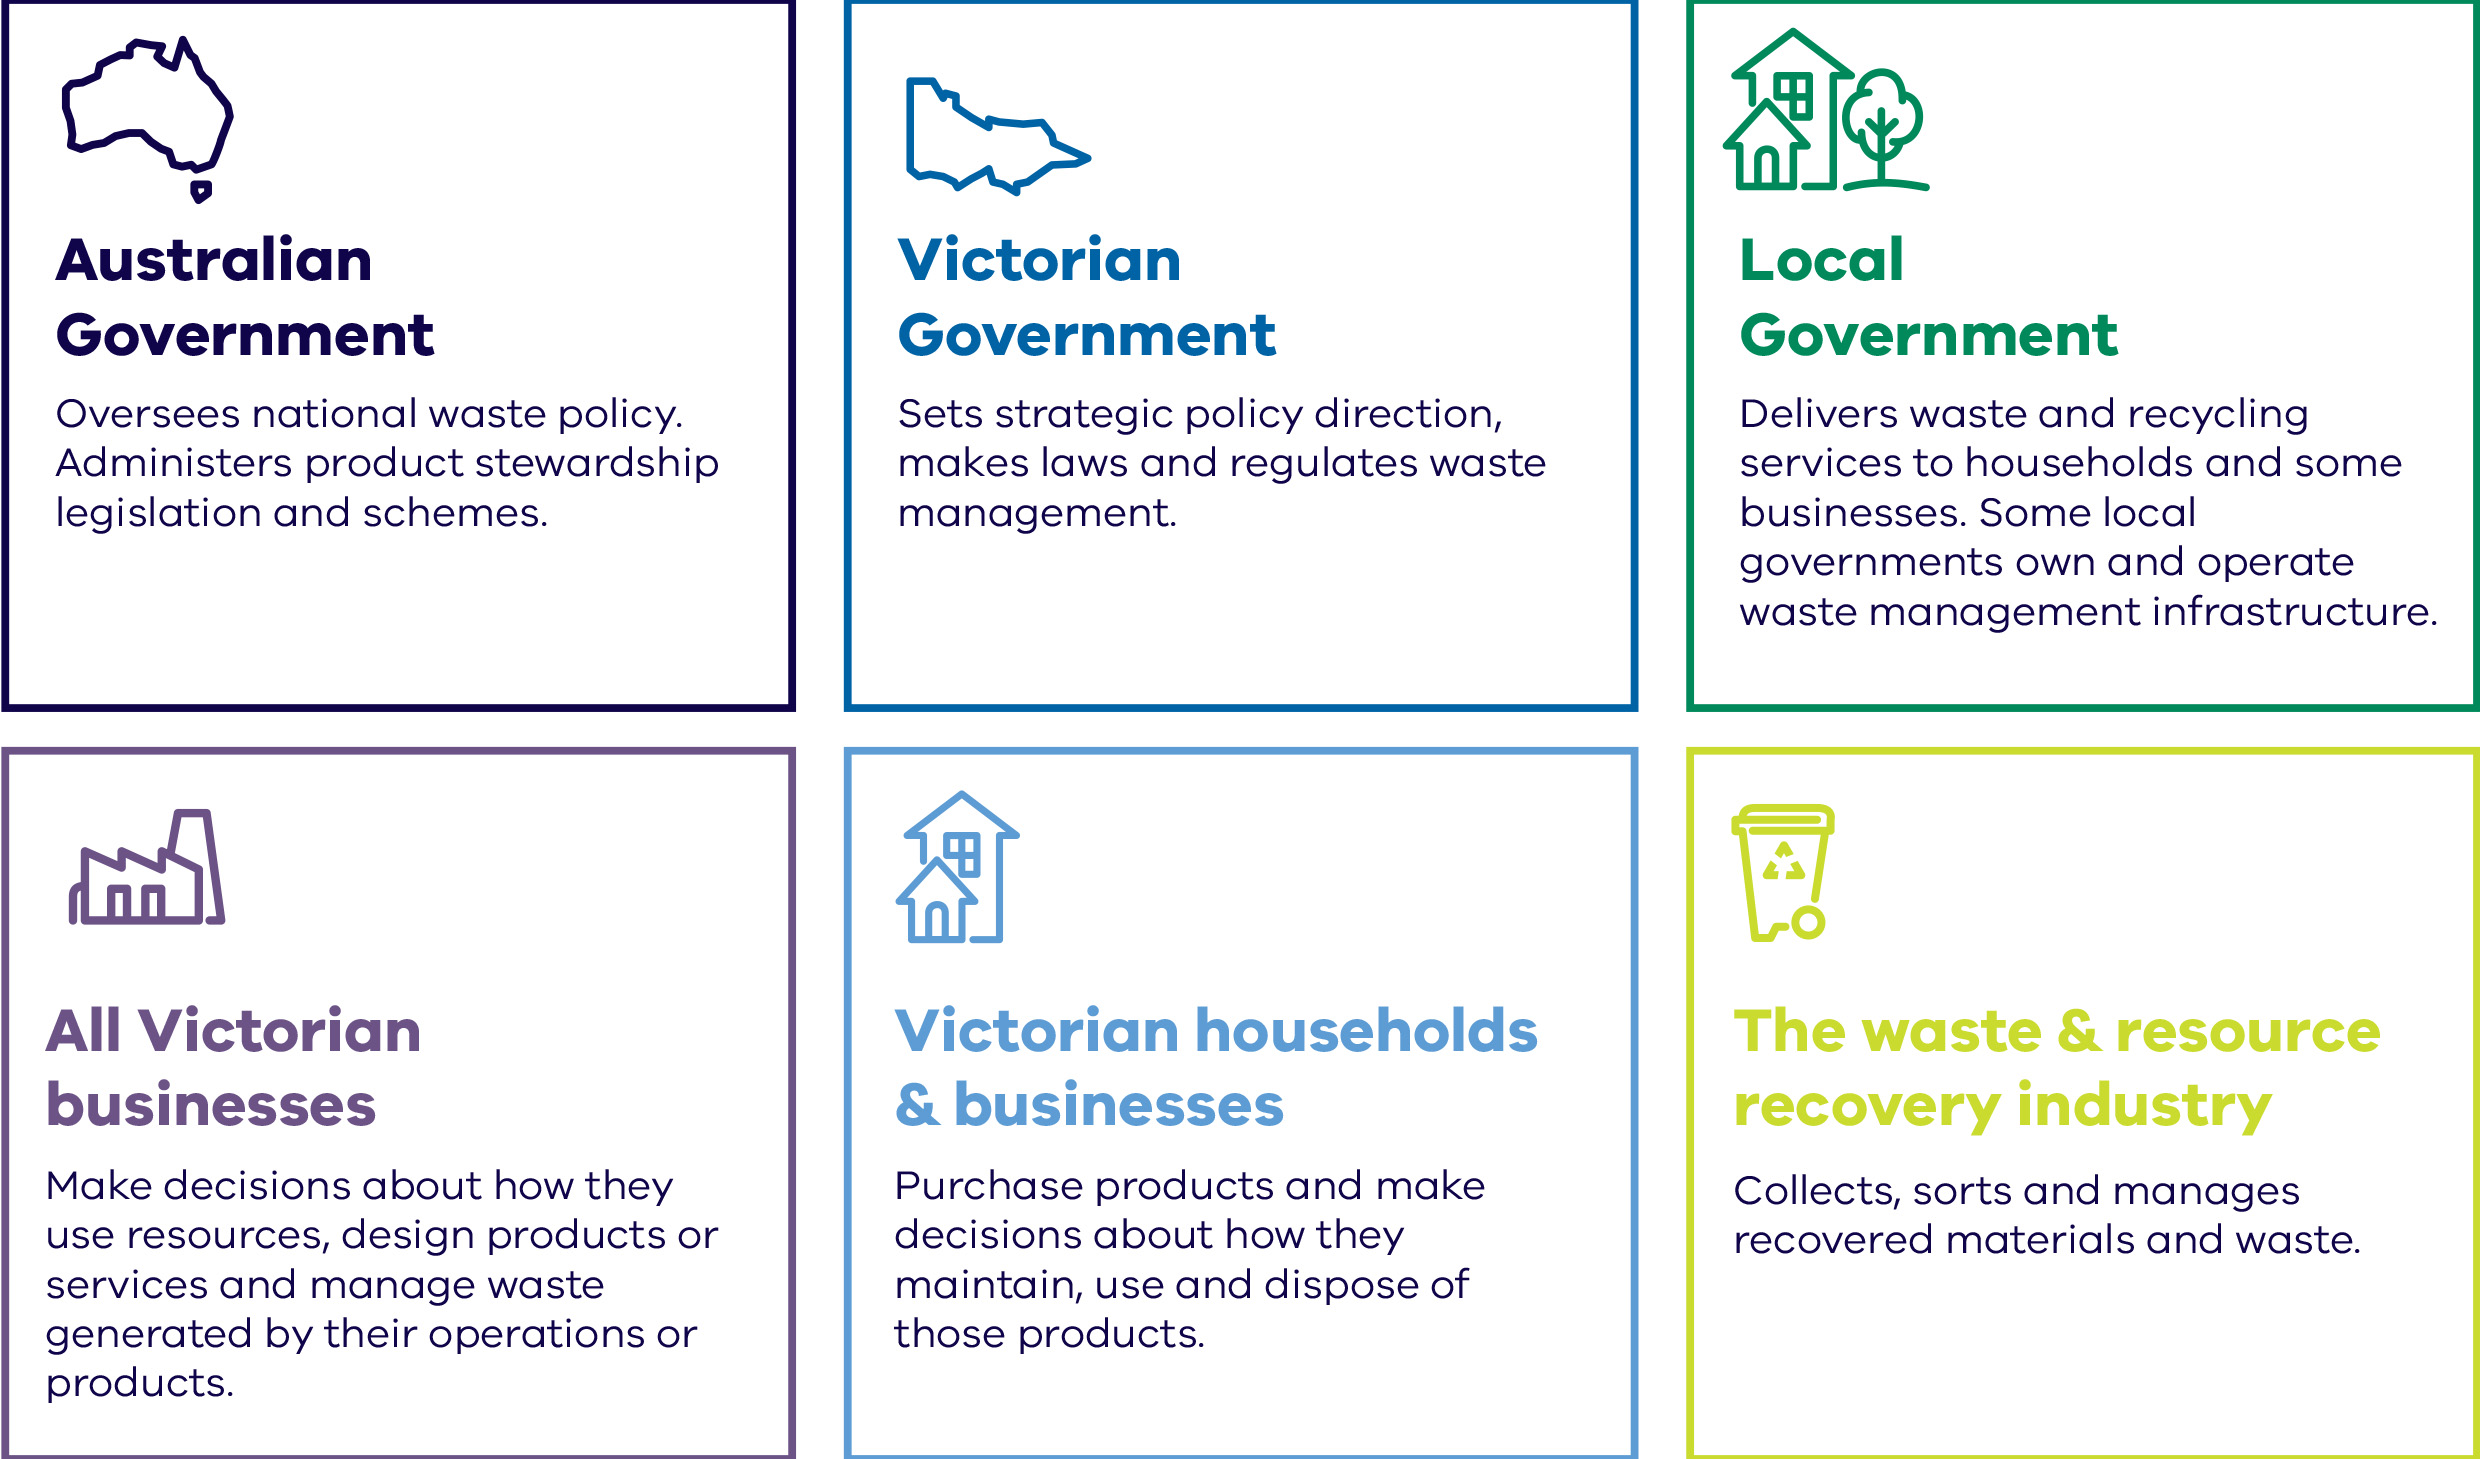 Australian
Government
Oversees national waste policy.
Administers product stewardship
legislation and schemes.
Victorian
Government
Sets strategic policy direction,
makes laws and regulates waste
management.
Local
Government
Delivers waste and recycling
services to households and some
businesses. Some local
governments own and operate
waste management infrastructure.
All Victorian
businesses
Make decisions about how they
use resources, design products or
services and manage waste
generated by their operations or
products.
Victorian households
& businesses
Purchase products and make
decisions about how they
maintain, use and dispose of
those products.
The waste & resource
recovery industry
Collects, sorts and manages
recovered materials and waste.